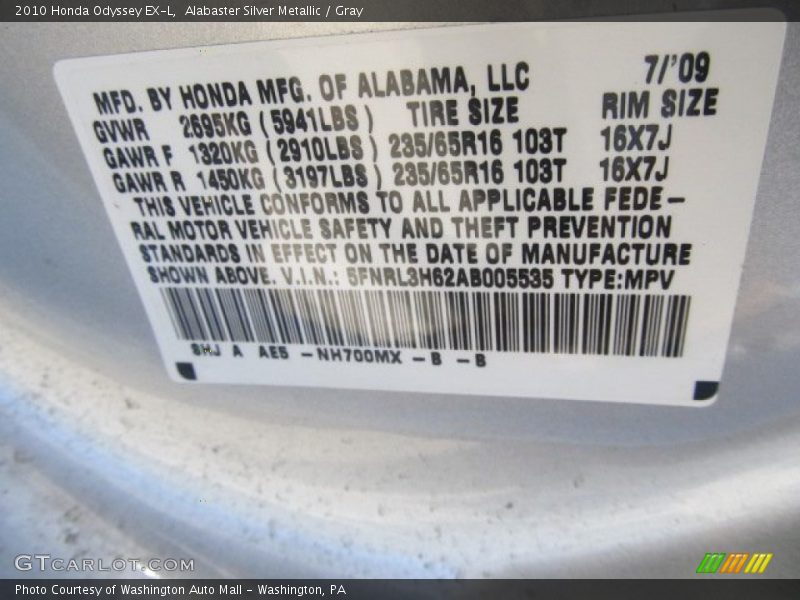 2010 Honda Odyssey EX-L, Alabaster Silver Metallic / Gray
MFD. BY HONDA MFG. OF ALABAMA, LLC 7/'09
GVWR 2695KG (5941LBS) TIRE SIZE RIM SIZE
GAWR F 1320KG (2910LBS) 235/65R16 103T 16X7J
GAWR R 1450KG (3197LBS) 235/65R16 103T 16X7J
THIS VEHICLE CONFORMS TO ALL APPLICABLE FEDE-
RAL MOTOR VEHICLE SAFETY AND THEFT PREVENTION
STANDARDS IN EFFECT ON THE DATE OF MANUFACTURE
SHOWN ABOVE. V.I.N.: 5FNRL3H62AB005535 TYPE:MPV
SHJ A AE5 -NH700MX -B -B
GTcarlot.com
Photo Courtesy of Washington Auto Mall - Washington, PA